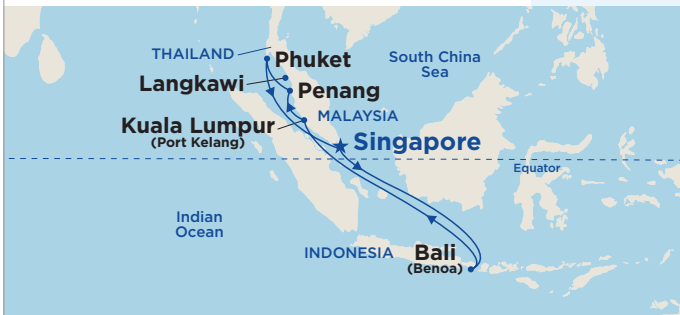 THAILAND
Phuket
South China
Sea
Langkawi
Penang
MALAYSIA
Kuala Lumpur
(Port Kelang)
Singapore
Equator
Indian
Ocean
INDONESIA
Bali
(Benoa)